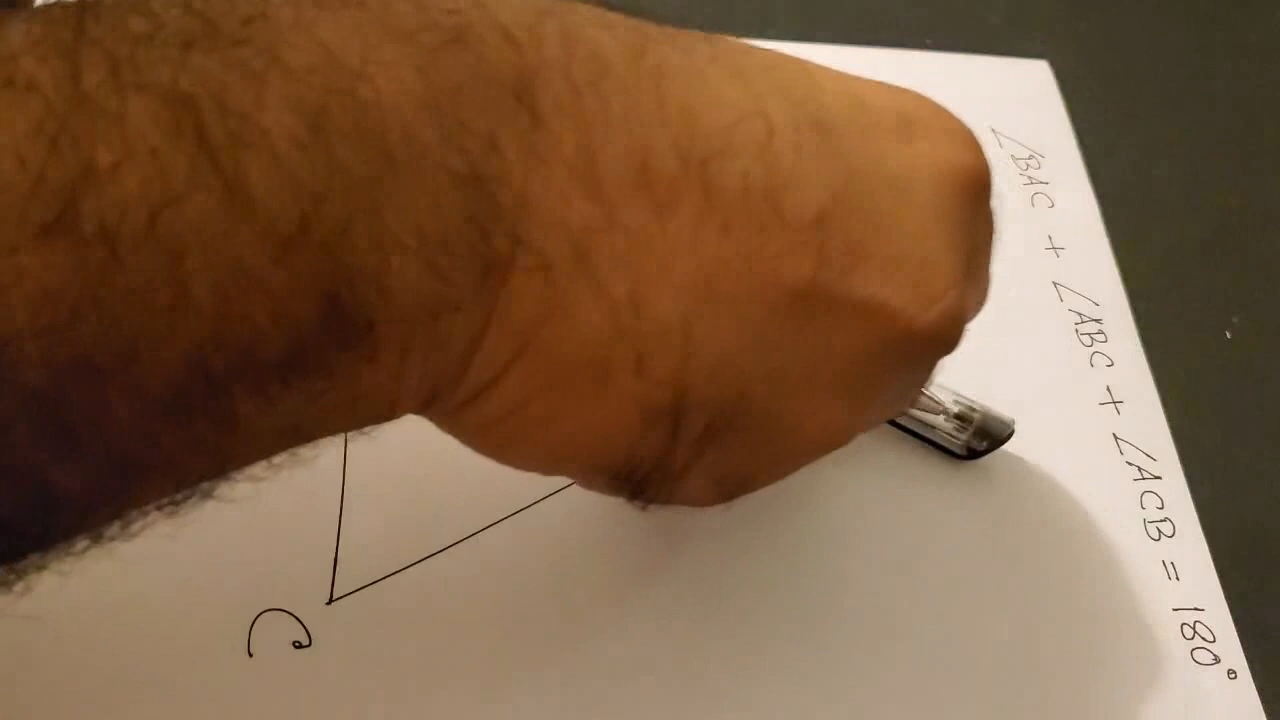 ∠BAC + ∠ABC + ∠ACB = 180°
C